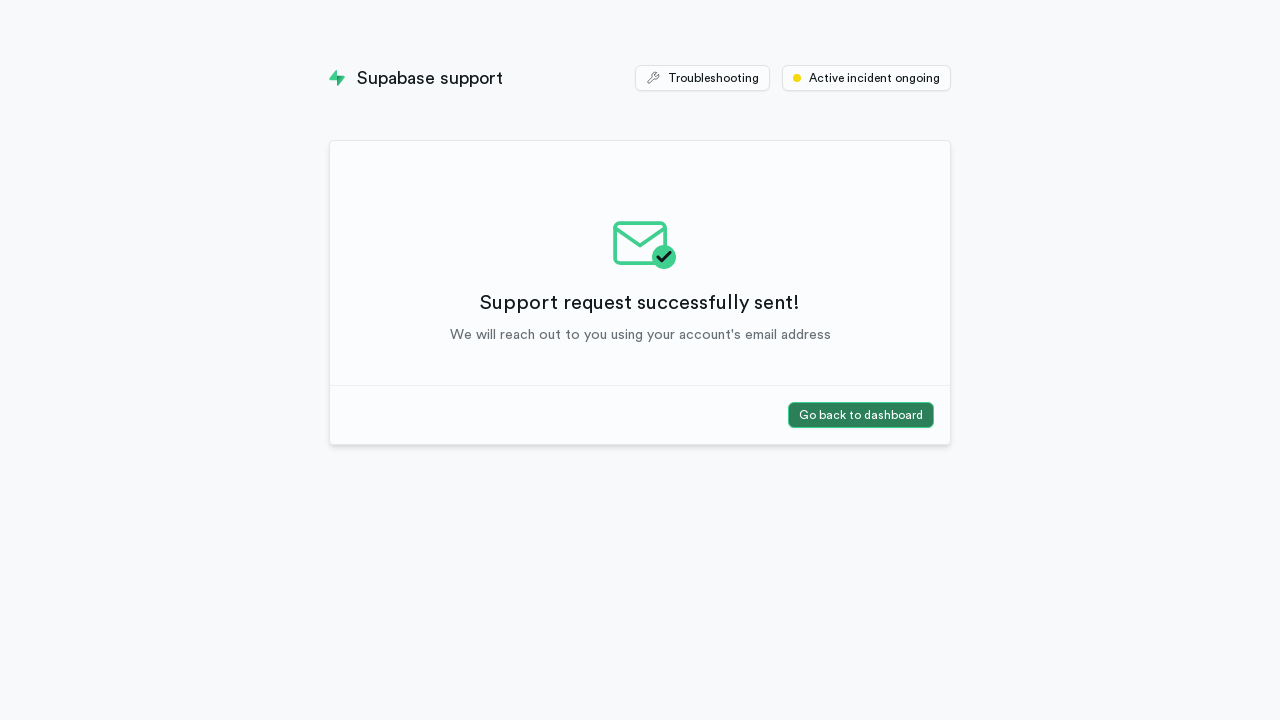 Supabase support
Troubleshooting
Active incident ongoing
Support request successfully sent!
We will reach out to you using your account's email address
Go back to dashboard